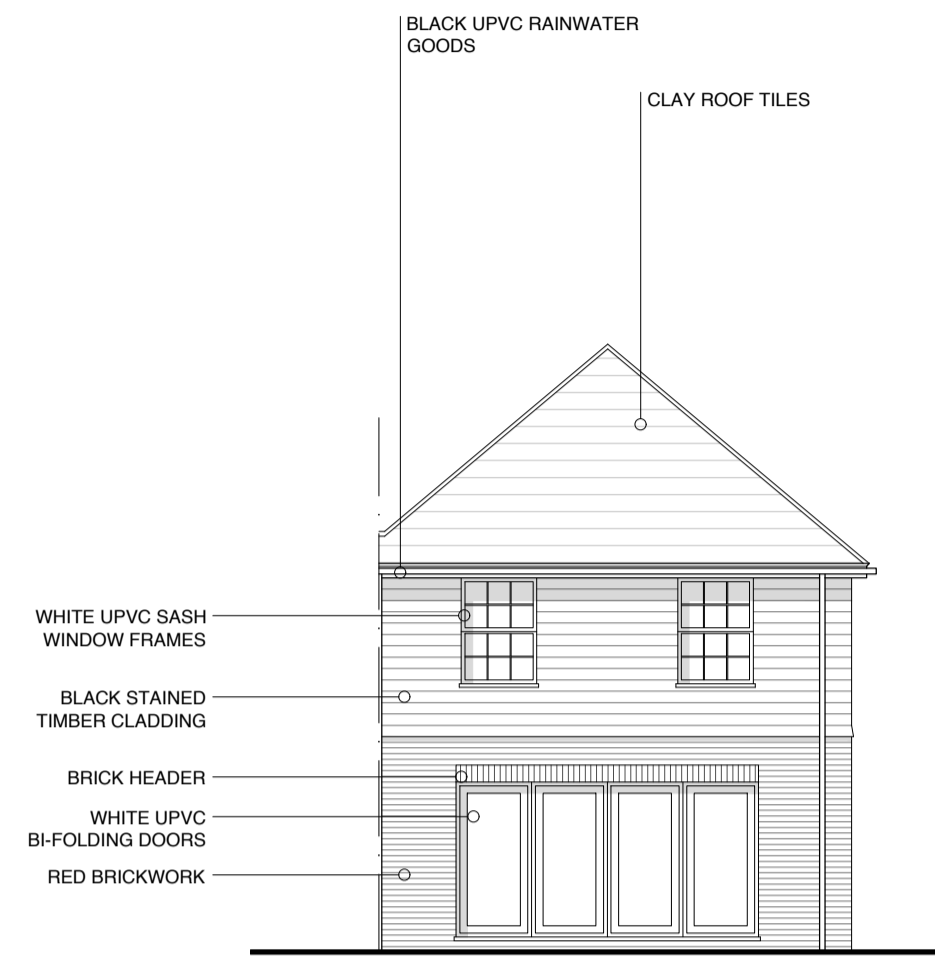 BLACK UPVC RAINWATER
GOODS
CLAY ROOF TILES
WHITE UPVC SASH
WINDOW FRAMES
BLACK STAINED
TIMBER CLADDING
BRICK HEADER
WHITE UPVC
BI-FOLDING DOORS
RED BRICKWORK